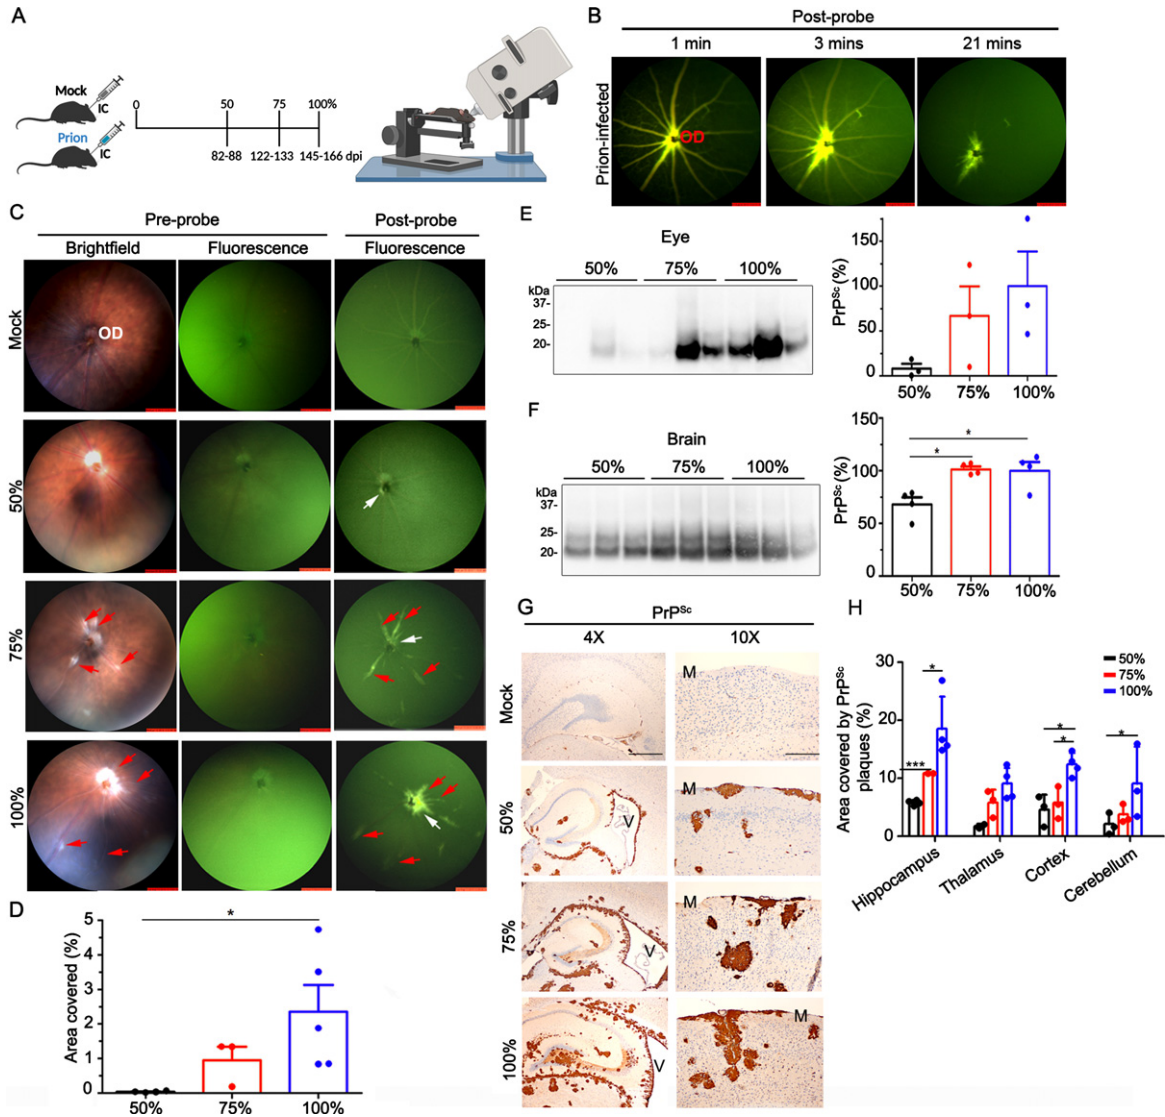 A
Mock
IC
Prion
IC
0 50 75 100%
82-88 122-133 145-166 dpi
B
Post-probe
1 min 3 mins 21 mins
Prion-infected
OD
C
Pre-probe Post-probe
Brightfield Fluorescence Fluorescence
Mock
OD
50%
75%
100%
D
Area covered (%)
5
4
3
2
1
0
*
50% 75% 100%
E
Eye
50% 75% 100%
kDa
37-
25-
20-
PrPSc (%)
150
100
50
0
50% 75% 100%
F
Brain
50% 75% 100%
kDa
37-
25-
20-
PrPSc (%)
150
100
50
0
*
*
50% 75% 100%
G
PrPSc
4X 10X
Mock
M
50%
V
M
75%
V
M
100%
V
M
H
Area covered by PrPSc
plaques (%)
30
20
10
0
50%
75%
100%
***
*
*
*
*
Hippocampus
Thalamus
Cortex
Cerebellum